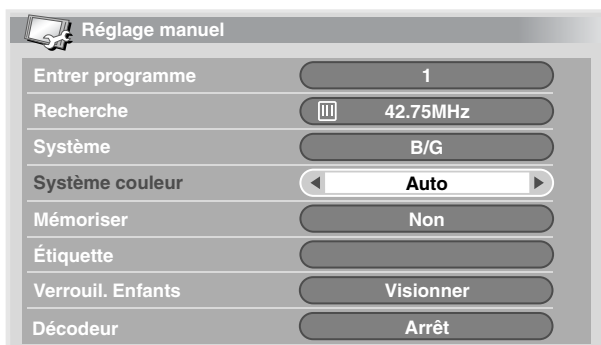 Réglage manuel
Entrer programme 1
Recherche 42.75MHz
Système B/G
Système couleur Auto
Mémoriser Non
Étiquette
Verrouil. Enfants Visionner
Décodeur Arrêt